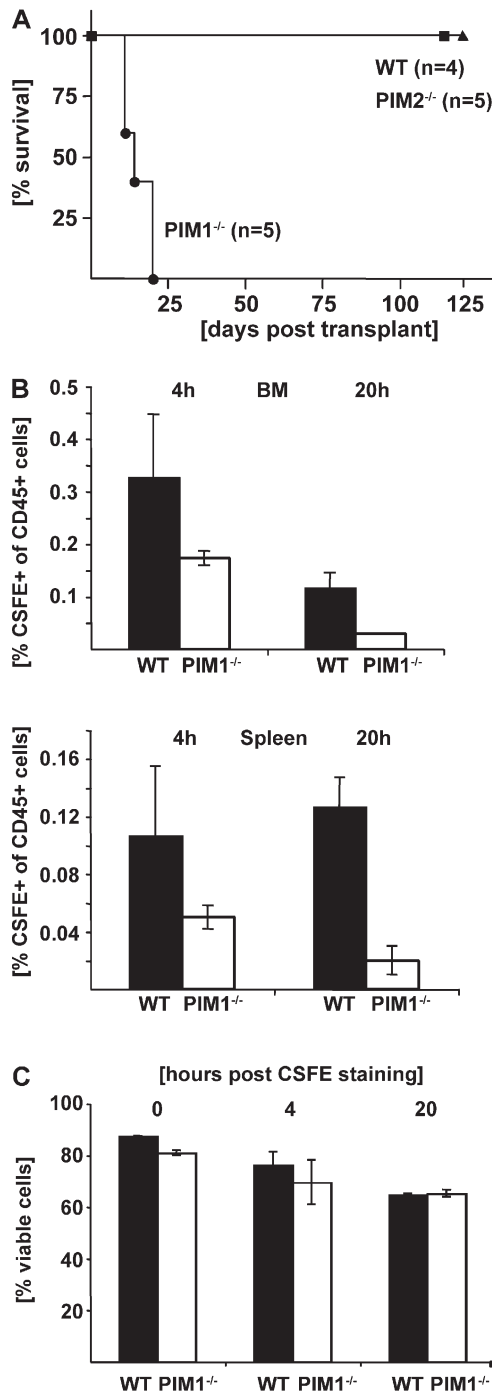 A
[% survival]
100
75
50
25
WT (n=4)
PIM2-/- (n=5)
PIM1-/- (n=5)
25 50 75 100 125
[days post transplant]
B
[% CSFE+ of CD45+ cells]
4h BM 20h
0.5
0.4
0.3
0.2
0.1
WT PIM1-/- WT PIM1-/-
[% CSFE+ of CD45+ cells]
4h Spleen 20h
0.16
0.12
0.08
0.04
WT PIM1-/- WT PIM1-/-
C
[hours post CSFE staining]
0 4 20
[% viable cells]
100
80
60
40
20
WT PIM1-/- WT PIM1-/- WT PIM1-/-